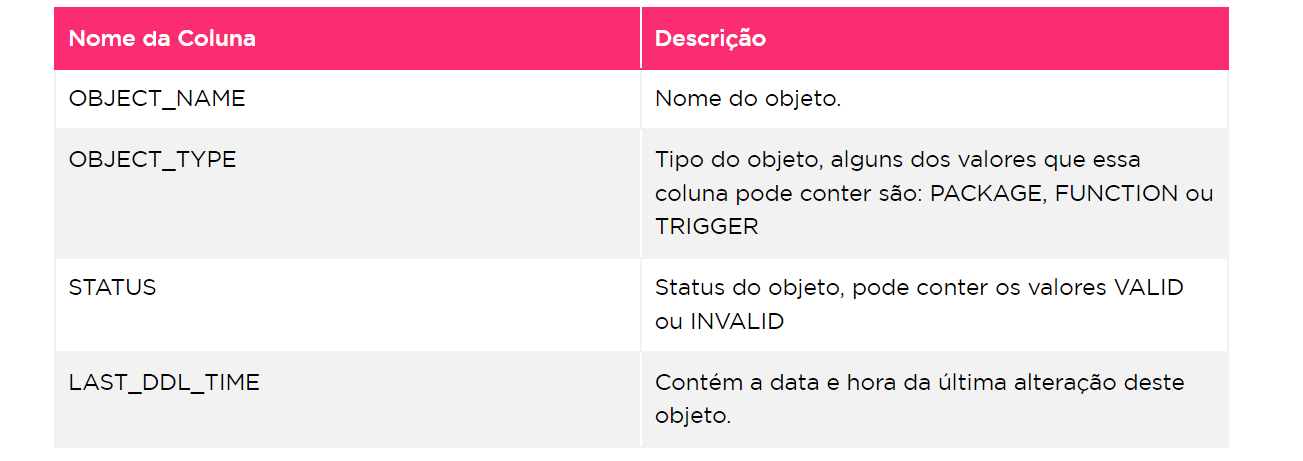 Nome da Coluna
Descrição
OBJECT_NAME
Nome do objeto.
OBJECT_TYPE
Tipo do objeto, alguns dos valores que essa
coluna pode conter são: PACKAGE, FUNCTION ou
TRIGGER
STATUS
Status do objeto, pode conter os valores VALID
ou INVALID
LAST_DDL_TIME
Contém a data e hora da última alteração deste
objeto.